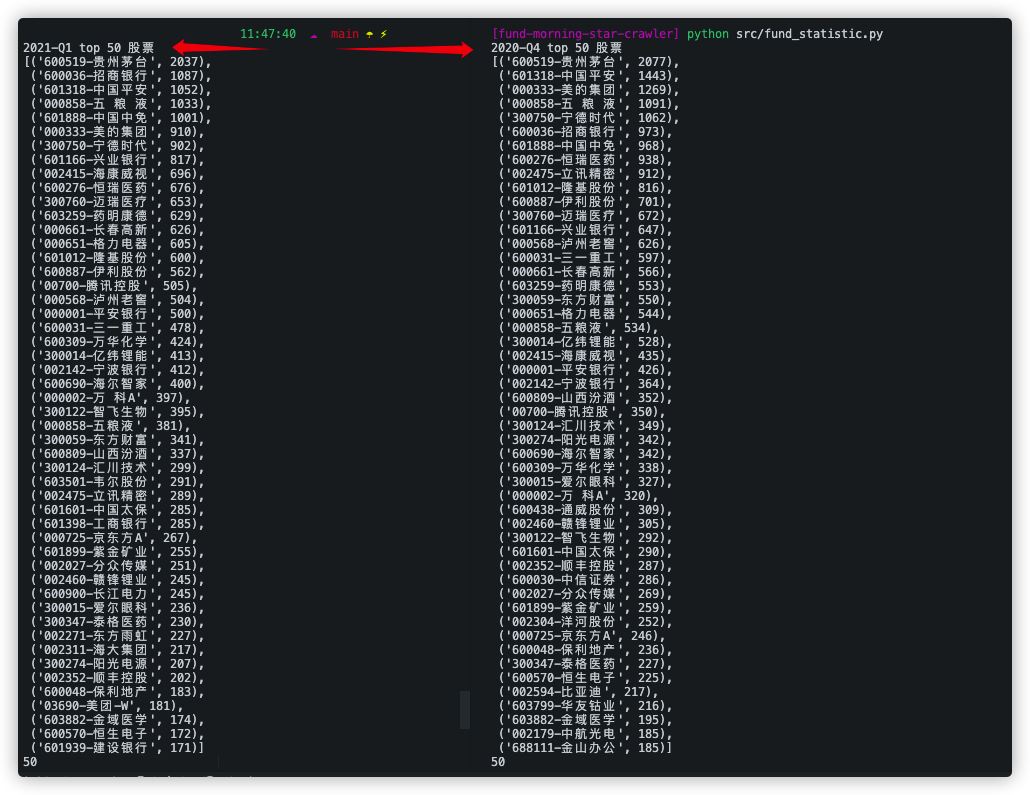 11:47:40 main
2021-Q1 top 50 股票
[('600519-贵州茅台', 2037),
('600036-招商银行', 1087),
('601318-中国平安', 1052),
('000858-五 粮 液', 1033),
('601888-中国中免', 1001),
('000333-美的集团', 910),
('300750-宁德时代', 902),
('601166-兴业银行', 817),
('002415-海康威视', 696),
('600276-恒瑞医药', 676),
('300760-迈瑞医疗', 653),
('603259-药明康德', 629),
('000661-长春高新', 626),
('000651-格力电器', 605),
('601012-隆基股份', 600),
('600887-伊利股份', 562),
('00700-腾讯控股', 505),
('000568-泸州老窖', 504),
('000001-平安银行', 500),
('600031-三一重工', 478),
('600309-万华化学', 424),
('300014-亿纬锂能', 413),
('002142-宁波银行', 412),
('600690-海尔智家', 400),
('000002-万 科A', 397),
('300122-智飞生物', 395),
('000858-五粮液', 381),
('300059-东方财富', 341),
('600809-山西汾酒', 337),
('300124-汇川技术', 299),
('603501-韦尔股份', 291),
('002475-立讯精密', 289),
('601601-中国太保', 285),
('601398-工商银行', 285),
('000725-京东方A', 267),
('601899-紫金矿业', 255),
('002027-分众传媒', 251),
('002460-赣锋锂业', 245),
('600900-长江电力', 245),
('300015-爱尔眼科', 236),
('300347-泰格医药', 230),
('002271-东方雨虹', 227),
('002311-海大集团', 217),
('300274-阳光电源', 207),
('002352-顺丰控股', 202),
('600048-保利地产', 183),
('03690-美团-W', 181),
('603882-金域医学', 174),
('600570-恒生电子', 172),
('601939-建设银行', 171)]
50
[fund-morning-star-crawler] python src/fund_statistic.py
2020-Q4 top 50 股票
[('600519-贵州茅台', 2077),
('601318-中国平安', 1443),
('000333-美的集团', 1269),
('000858-五 粮 液', 1091),
('300750-宁德时代', 1062),
('600036-招商银行', 973),
('601888-中国中免', 968),
('600276-恒瑞医药', 938),
('002475-立讯精密', 912),
('601012-隆基股份', 816),
('600887-伊利股份', 701),
('300760-迈瑞医疗', 672),
('601166-兴业银行', 647),
('000568-泸州老窖', 626),
('600031-三一重工', 597),
('000661-长春高新', 566),
('603259-药明康德', 553),
('300059-东方财富', 550),
('000651-格力电器', 544),
('000858-五粮液', 534),
('300014-亿纬锂能', 528),
('002415-海康威视', 435),
('000001-平安银行', 426),
('002142-宁波银行', 364),
('600809-山西汾酒', 352),
('00700-腾讯控股', 350),
('300124-汇川技术', 349),
('300274-阳光电源', 342),
('600690-海尔智家', 342),
('600309-万华化学', 338),
('300015-爱尔眼科', 327),
('000002-万 科A', 320),
('600438-通威股份', 309),
('002460-赣锋锂业', 305),
('300122-智飞生物', 292),
('601601-中国太保', 290),
('002352-顺丰控股', 287),
('600030-中信证券', 286),
('002027-分众传媒', 269),
('601899-紫金矿业', 259),
('002304-洋河股份', 252),
('000725-京东方A', 246),
('600048-保利地产', 236),
('300347-泰格医药', 227),
('600570-恒生电子', 225),
('002594-比亚迪', 217),
('603799-华友钴业', 216),
('603882-金域医学', 195),
('002179-中航光电', 185),
('688111-金山办公', 185)]
50